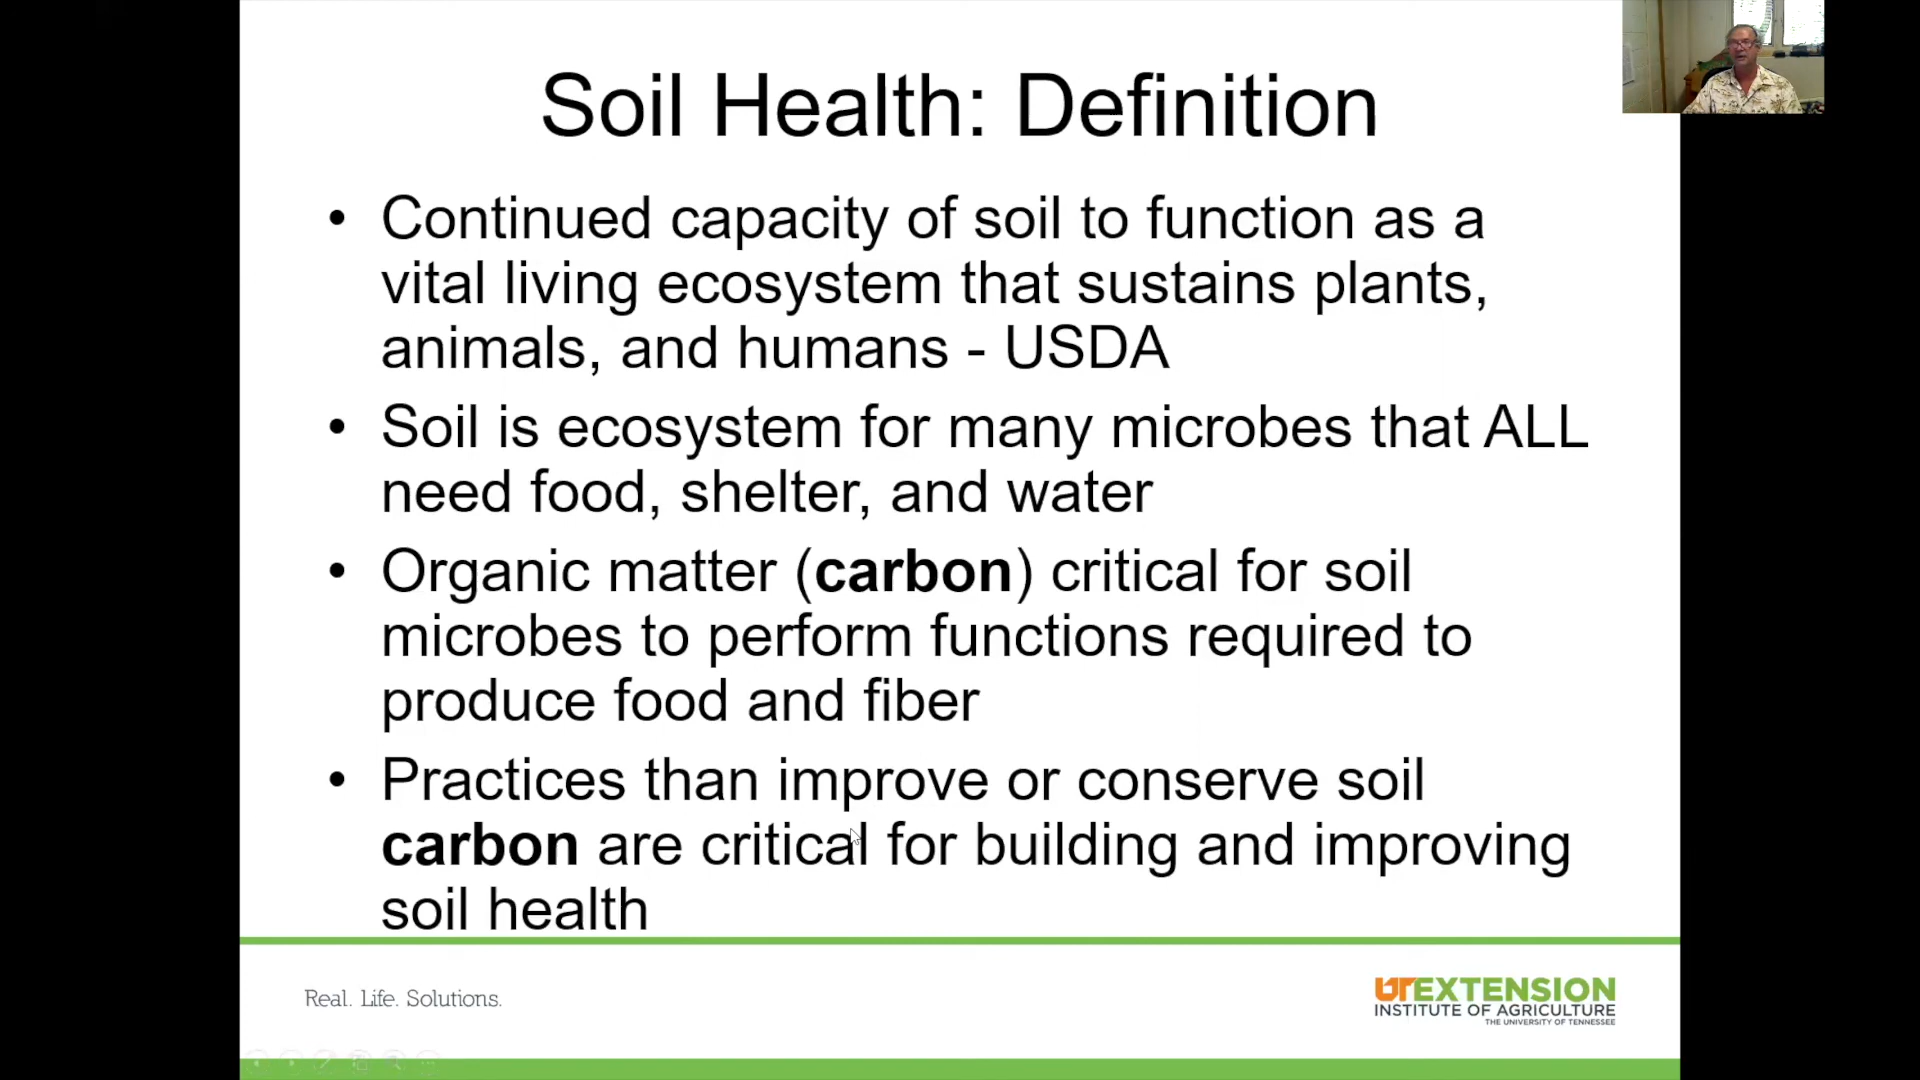 Soil Health: Definition
• Continued capacity of soil to function as a
vital living ecosystem that sustains plants,
animals, and humans - USDA
• Soil is ecosystem for many microbes that ALL
need food, shelter, and water
• Organic matter (carbon) critical for soil
microbes to perform functions required to
produce food and fiber
• Practices than improve or conserve soil
carbon are critical for building and improving
soil health
Real. Life. Solutions.
UT EXTENSION
INSTITUTE OF AGRICULTURE
THE UNIVERSITY OF TENNESSEE